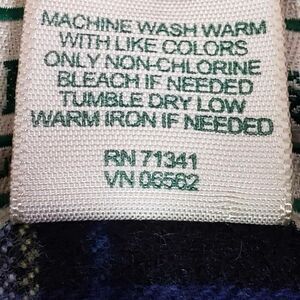 MACHINE WASH WARM
WITH LIKE COLORS
ONLY NON-CHLORINE
BLEACH IF NEEDED
TUMBLE DRY LOW
WARM IRON IF NEEDED
RN 71341
VN 06562